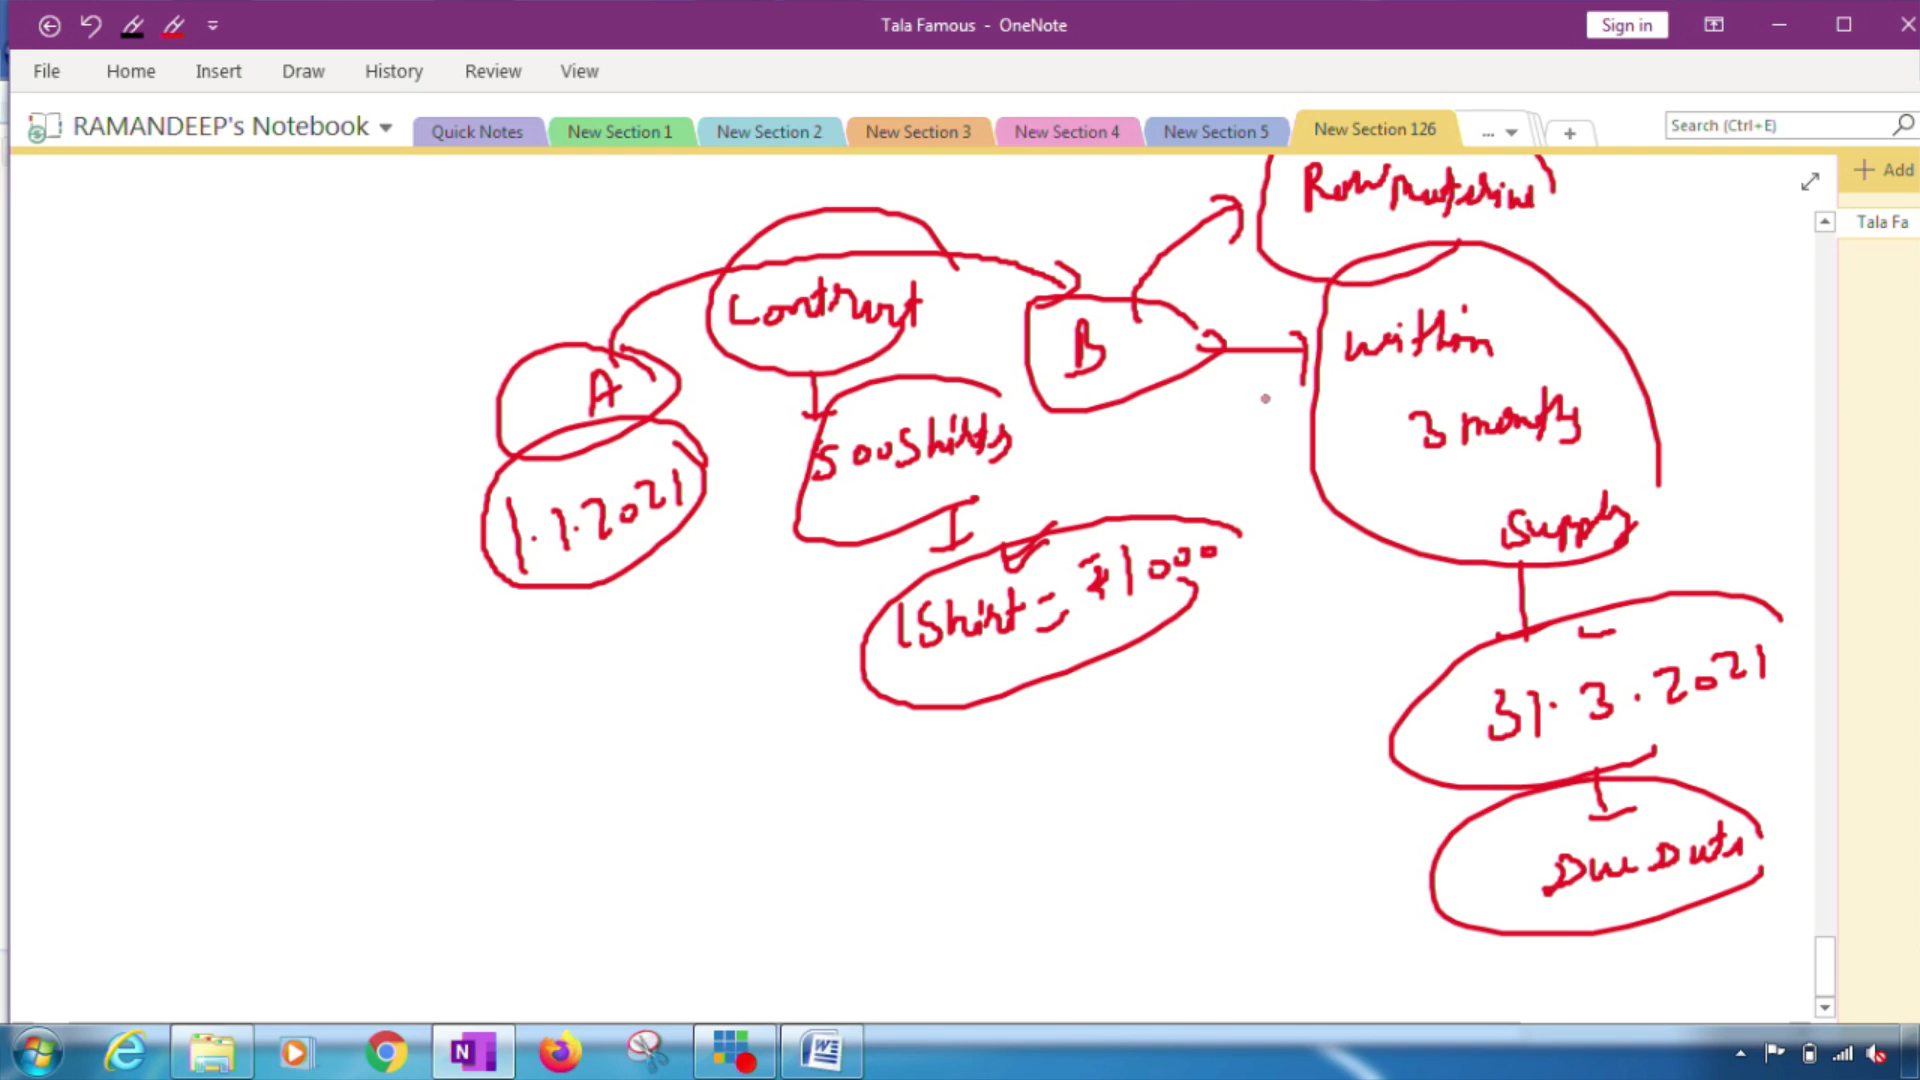 Tala Famous - OneNote
Sign in
File Home Insert Draw History Review View
RAMANDEEP's Notebook
Quick Notes New Section 1 New Section 2 New Section 3 New Section 4 New Section 5 New Section 126 ... +
Search (Ctrl+E)
Add
Tala Fa
Raw material
Contract
B
within
3 months
supply
A
1.1.2021
500 Shirts
1 Shirt = ₹1000
31.3.2021
Due Date